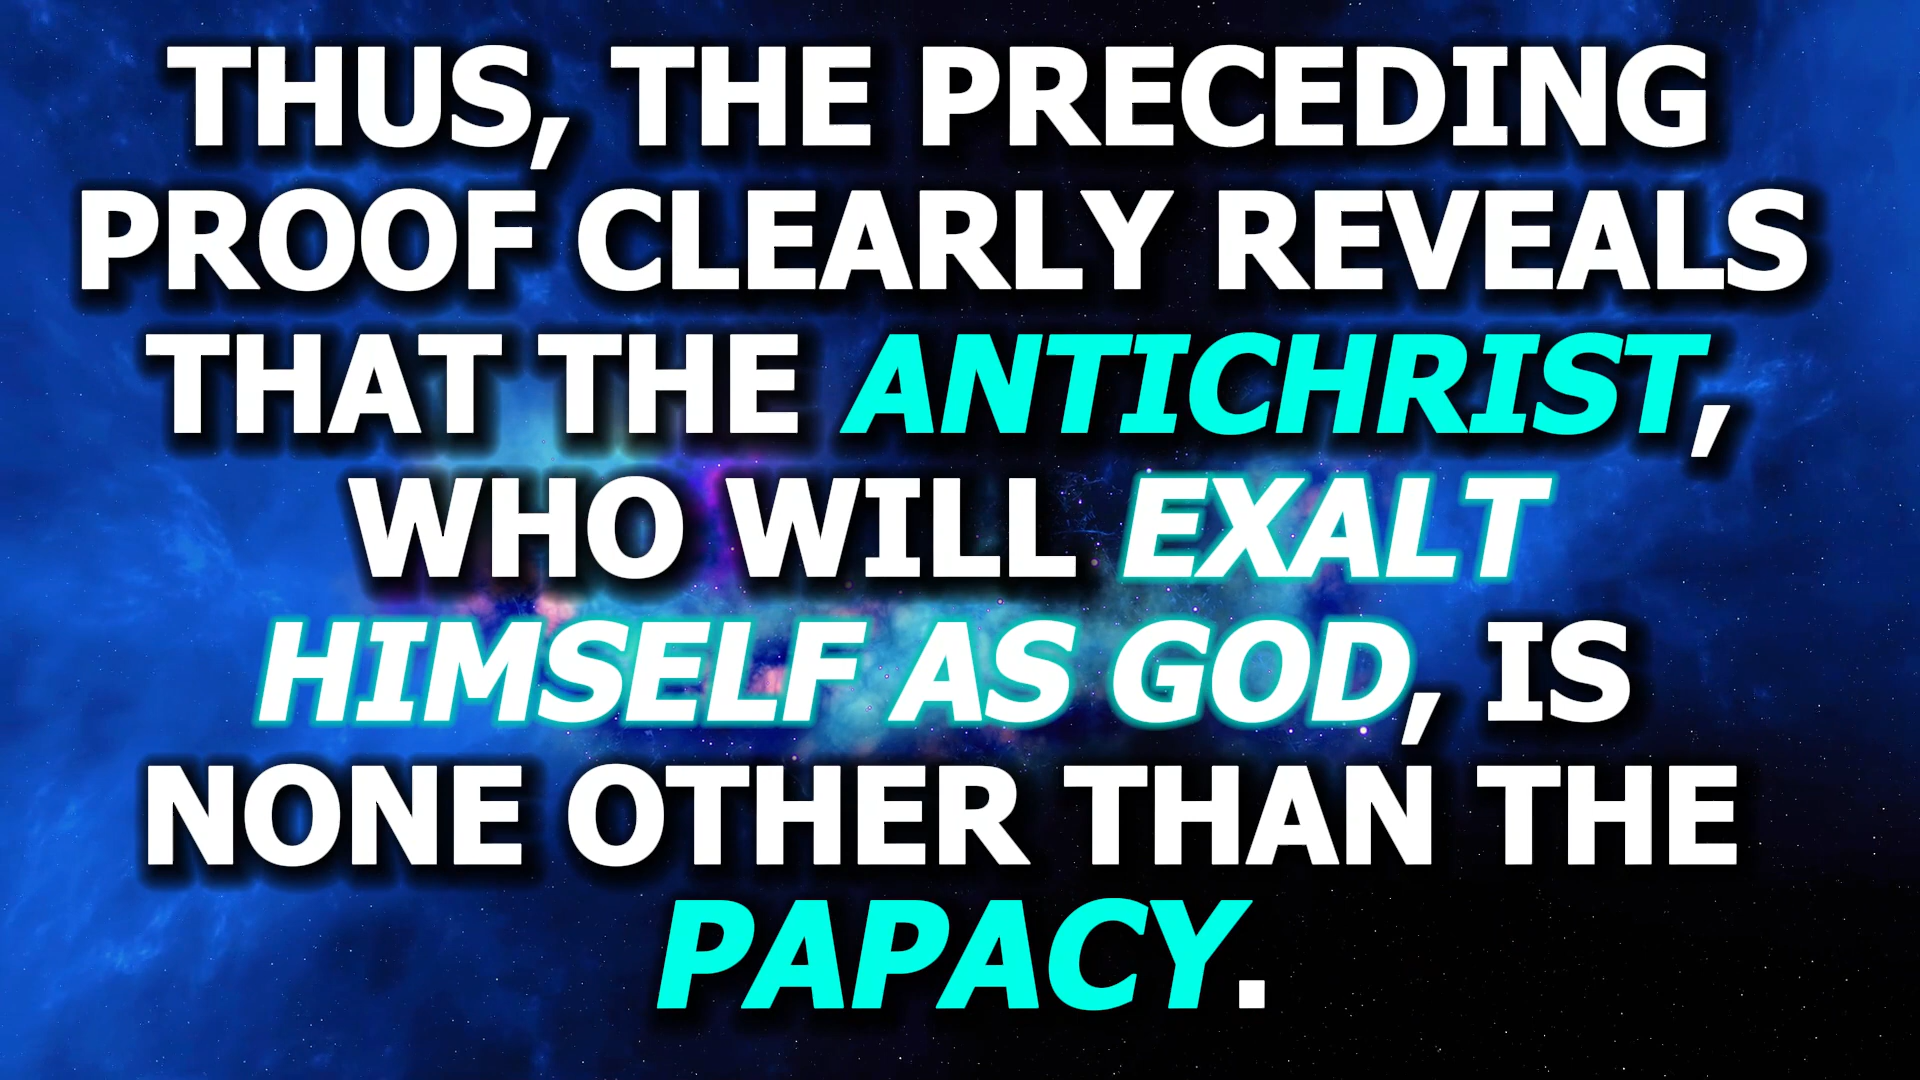 THUS, THE PRECEDING
PROOF CLEARLY REVEALS
THAT THE ANTICHRIST,
WHO WILL EXALT
HIMSELF AS GOD, IS
NONE OTHER THAN THE
PAPACY.